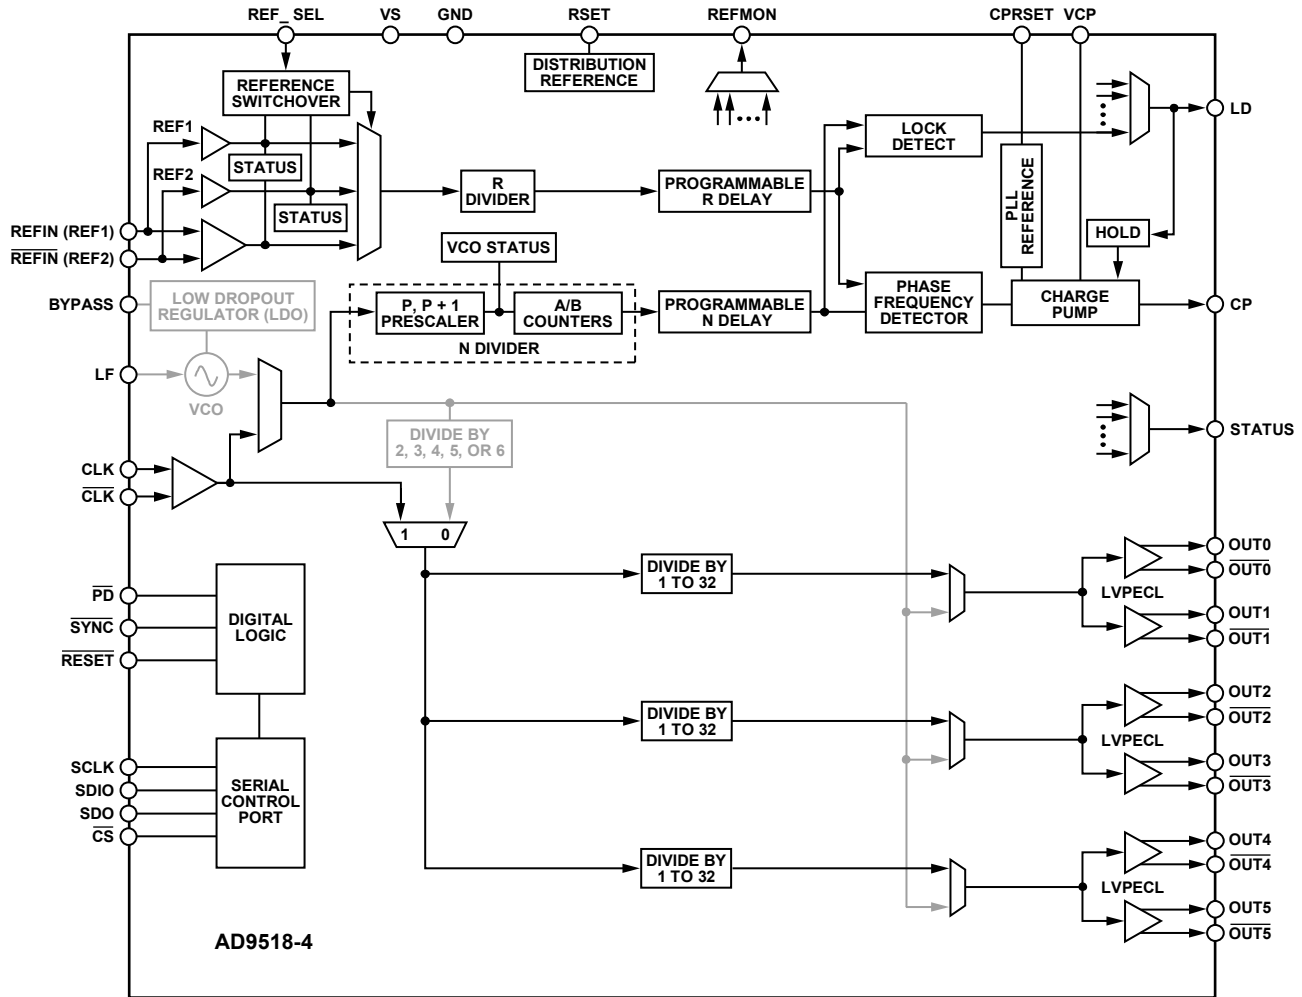 REF_SEL
VS
GND
RSET
REFMON
CPRSET
VCP
DISTRIBUTION
REFERENCE
REFERENCE
SWITCHOVER
REF1
STATUS
REF2
STATUS
R
DIVIDER
PROGRAMMABLE
R DELAY
LOCK
DETECT
LD
PLL
REFERENCE
HOLD
REFIN (REF1)
REFIN (REF2)
VCO STATUS
BYPASS
LOW DROPOUT
REGULATOR (LDO)
P, P + 1
PRESCALER
A/B
COUNTERS
N DIVIDER
PROGRAMMABLE
N DELAY
PHASE
FREQUENCY
DETECTOR
CHARGE
PUMP
CP
LF
VCO
DIVIDE BY
2, 3, 4, 5, OR 6
STATUS
CLK
CLK
1
0
PD
SYNC
RESET
DIGITAL
LOGIC
DIVIDE BY
1 TO 32
LVPECL
OUT0
OUT0
OUT1
OUT1
DIVIDE BY
1 TO 32
LVPECL
OUT2
OUT2
OUT3
OUT3
SCLK
SDIO
SDO
CS
SERIAL
CONTROL
PORT
DIVIDE BY
1 TO 32
LVPECL
OUT4
OUT4
OUT5
OUT5
AD9518-4